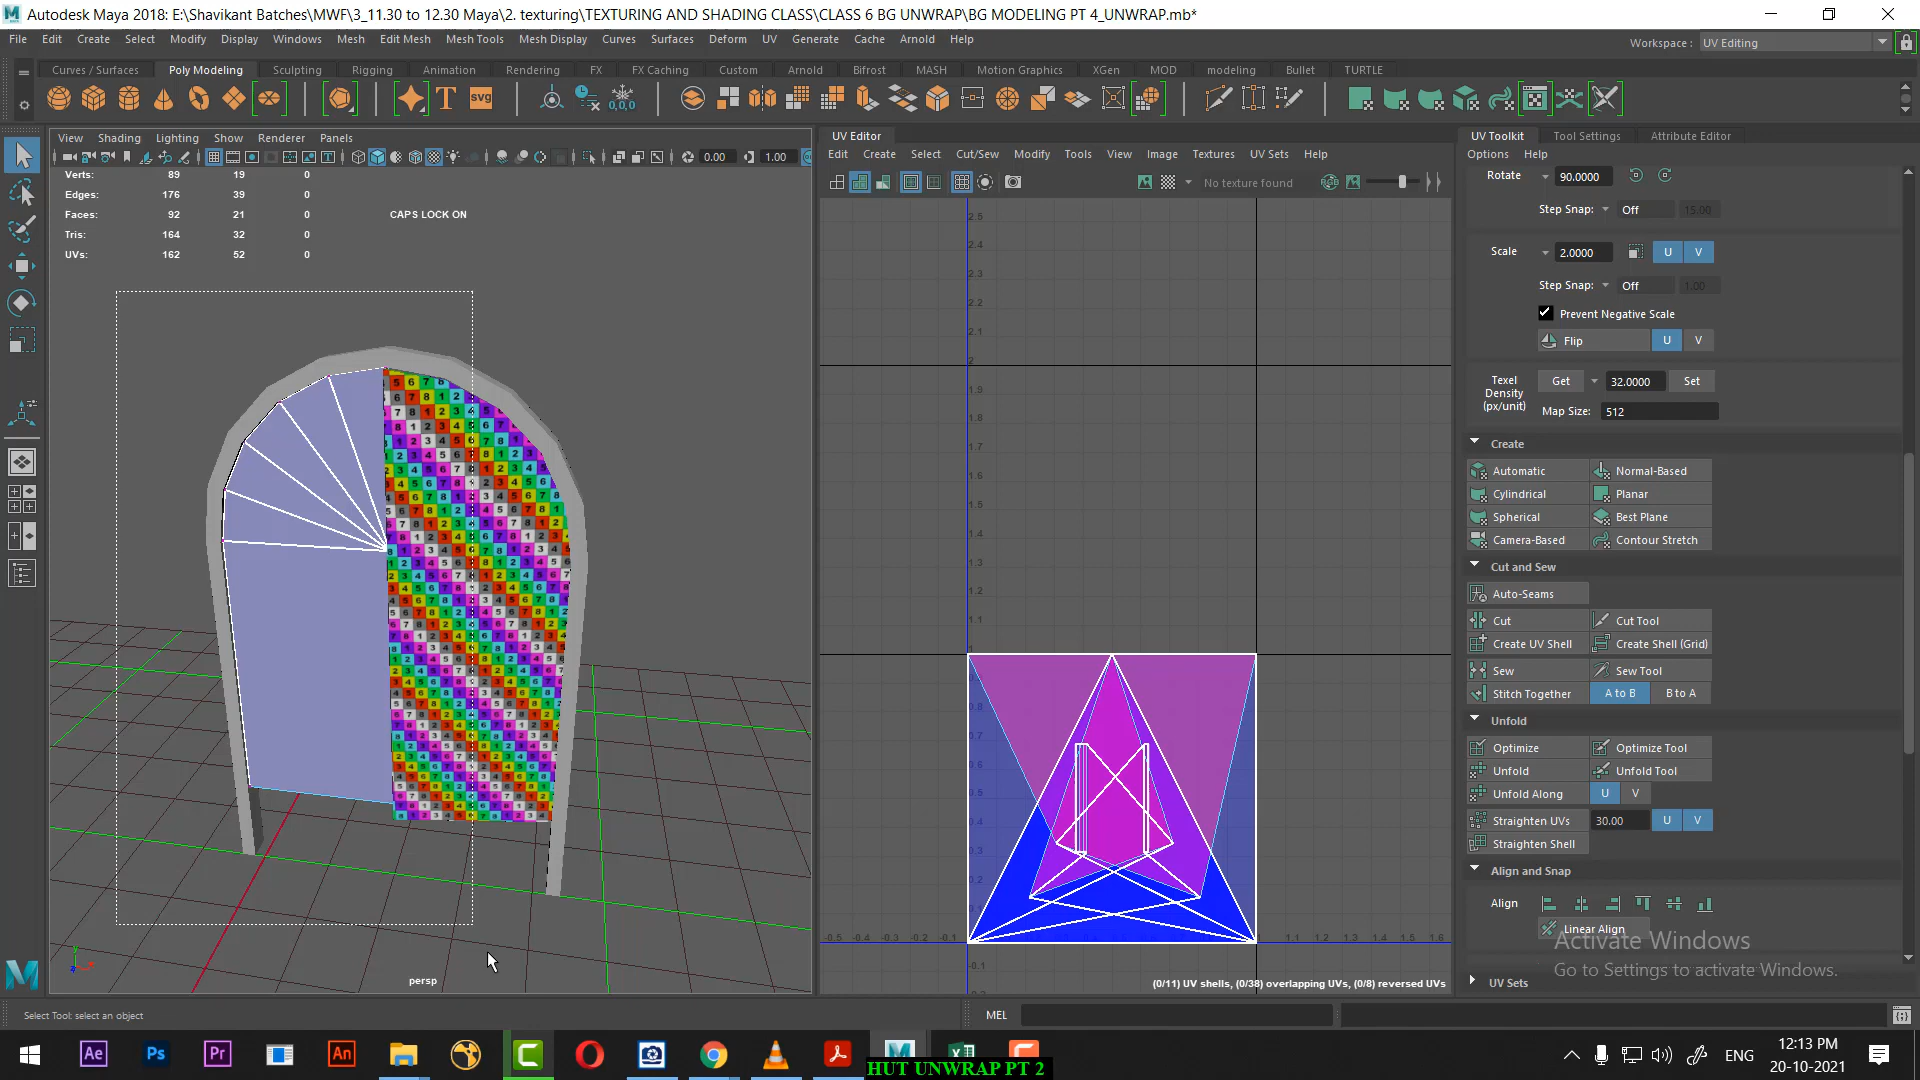 Autodesk Maya 2018: E:\Shavikant Batches\MWF\3_11.30 to 12.30 Maya\2. texturing\TEXTURING AND SHADING CLASS\CLASS 6 BG UNWRAP\BG MODELING PT 4_UNWRAP.mb*
File Edit Create Select Modify Display Windows Mesh Edit Mesh Mesh Tools Mesh Display Curves Surfaces Deform UV Generate Cache Arnold Help
Workspace : UV Editing
Curves / Surfaces Poly Modeling Sculpting Rigging Animation Rendering FX FX Caching Custom Arnold Bifrost MASH Motion Graphics XGen MOD modeling Bullet TURTLE
View Shading Lighting Show Renderer Panels
0.00 1.00
Verts: 89 19 0
Edges: 176 39 0
Faces: 92 21 0
Tris: 164 32 0
UVs: 162 52 0
CAPS LOCK ON
persp
UV Editor
Edit Create Select Cut/Sew Modify Tools View Image Textures UV Sets Help
No texture found
(0/11) UV shells, (0/38) overlapping UVs, (0/8) reversed UVs
UV Toolkit Tool Settings Attribute Editor
Options Help
Rotate 90.0000
Step Snap: Off 15.00
Scale 2.0000 U V
Step Snap: Off 1.00
Prevent Negative Scale
Flip U V
Texel Density (px/unit) Get 32.0000 Set
Map Size: 512
Create
Automatic Normal-Based
Cylindrical Planar
Spherical Best Plane
Camera-Based Contour Stretch
Cut and Sew
Auto-Seams
Cut Cut Tool
Create UV Shell Create Shell (Grid)
Sew Sew Tool
Stitch Together A to B B to A
Unfold
Optimize Optimize Tool
Unfold Unfold Tool
Unfold Along U V
Straighten UVs 30.00 U V
Straighten Shell
Align and Snap
Align
Linear Align
Activate Windows
Go to Settings to activate Windows.
UV Sets
Select Tool: select an object
MEL
HUT UNWRAP PT 2
ENG
12:13 PM
20-10-2021